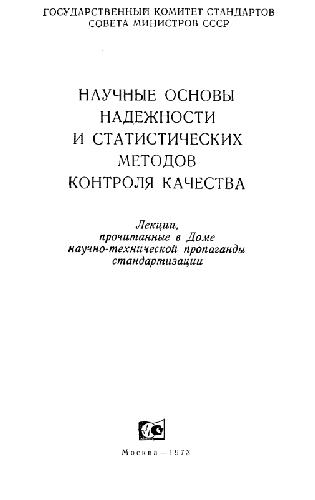 ГОСУДАРСТВЕННЫЙ КОМИТЕТ СТАНДАРТОВ
СОВЕТА МИНИСТРОВ СССР
НАУЧНЫЕ ОСНОВЫ
НАДЕЖНОСТИ
И СТАТИСТИЧЕСКИХ
МЕТОДОВ
КОНТРОЛЯ КАЧЕСТВА
Лекции,
прочитанные в Доме
научно-технической пропаганды
стандартизации
Москва—1973